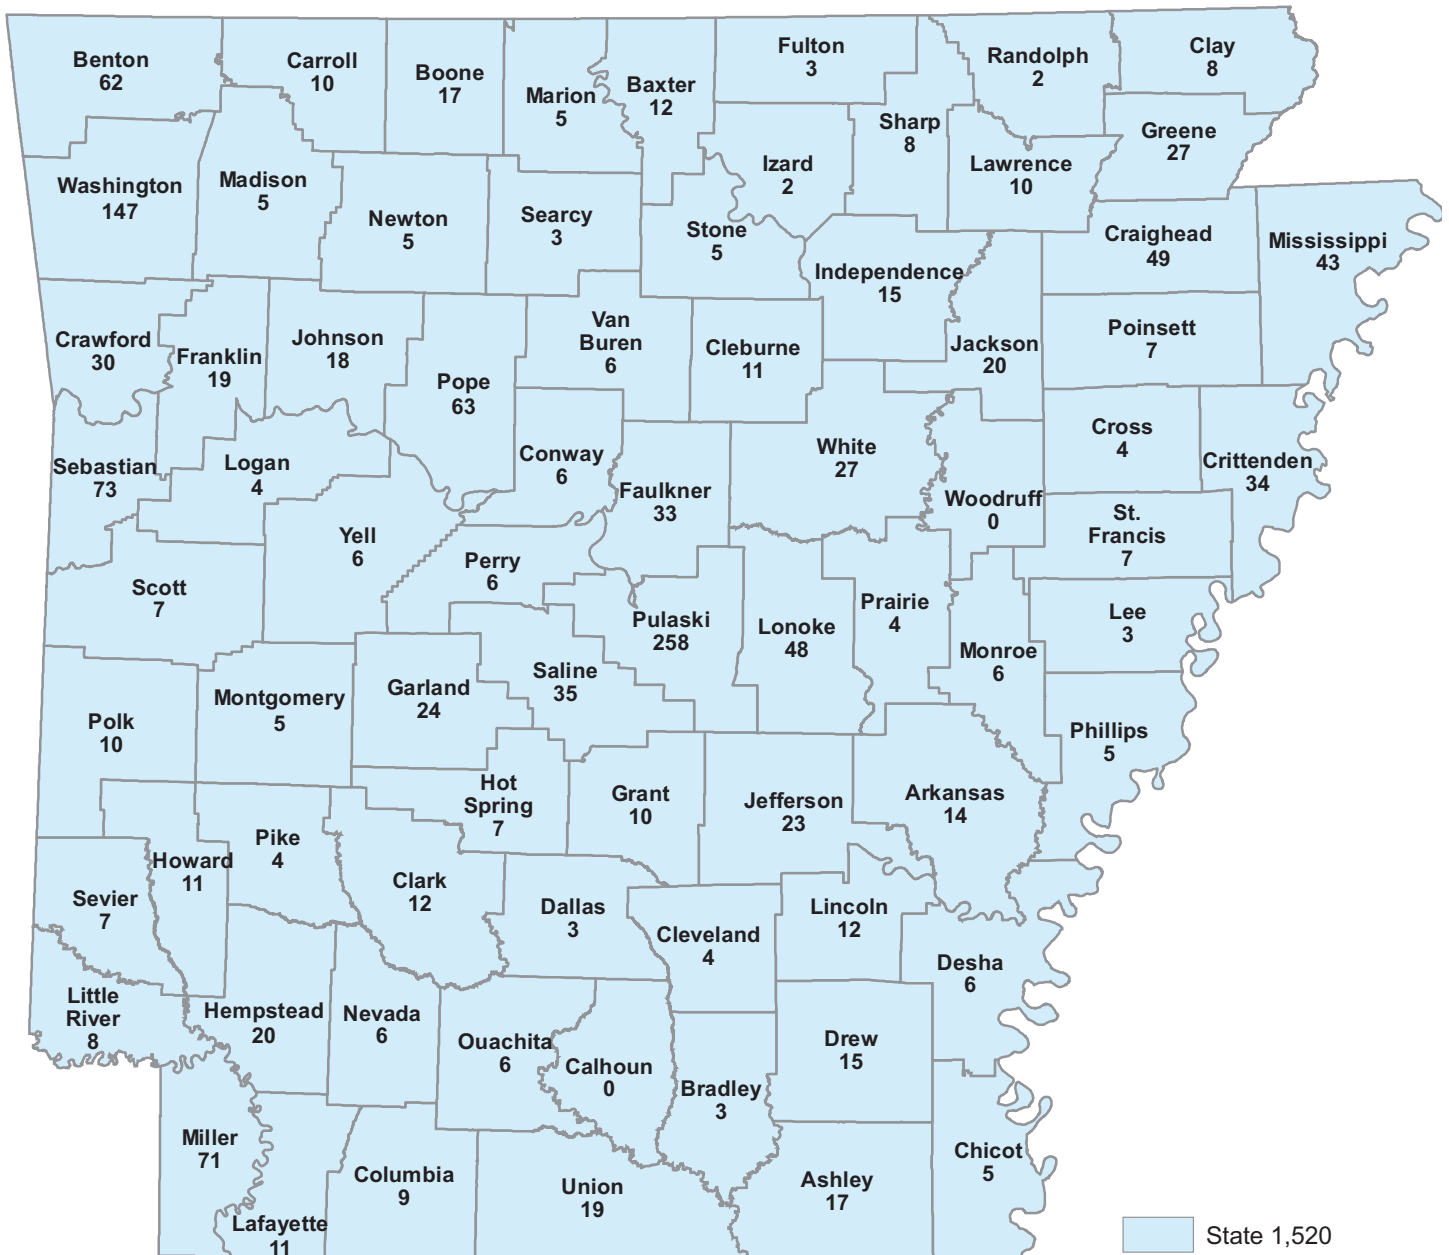 Benton
62
Carroll
10
Boone
17
Marion
5
Baxter
12
Fulton
3
Randolph
2
Clay
8
Sharp
8
Greene
27
Izard
2
Lawrence
10
Washington
147
Madison
5
Newton
5
Searcy
3
Stone
5
Independence
15
Craighead
49
Mississippi
43
Crawford
30
Franklin
19
Johnson
18
Pope
63
Van
Buren
6
Cleburne
11
Jackson
20
Poinsett
7
Sebastian
73
Logan
4
Conway
6
Faulkner
33
White
27
Woodruff
0
Cross
4
Crittenden
34
St.
Francis
7
Yell
6
Perry
6
Scott
7
Pulaski
258
Lonoke
48
Prairie
4
Monroe
6
Lee
3
Saline
35
Garland
24
Montgomery
5
Polk
10
Phillips
5
Hot
Spring
7
Grant
10
Jefferson
23
Arkansas
14
Pike
4
Howard
11
Clark
12
Sevier
7
Dallas
3
Cleveland
4
Lincoln
12
Desha
6
Little
River
8
Hempstead
20
Nevada
6
Ouachita
6
Calhoun
0
Bradley
3
Drew
15
Miller
71
Lafayette
11
Columbia
9
Union
19
Ashley
17
Chicot
5
State 1,520